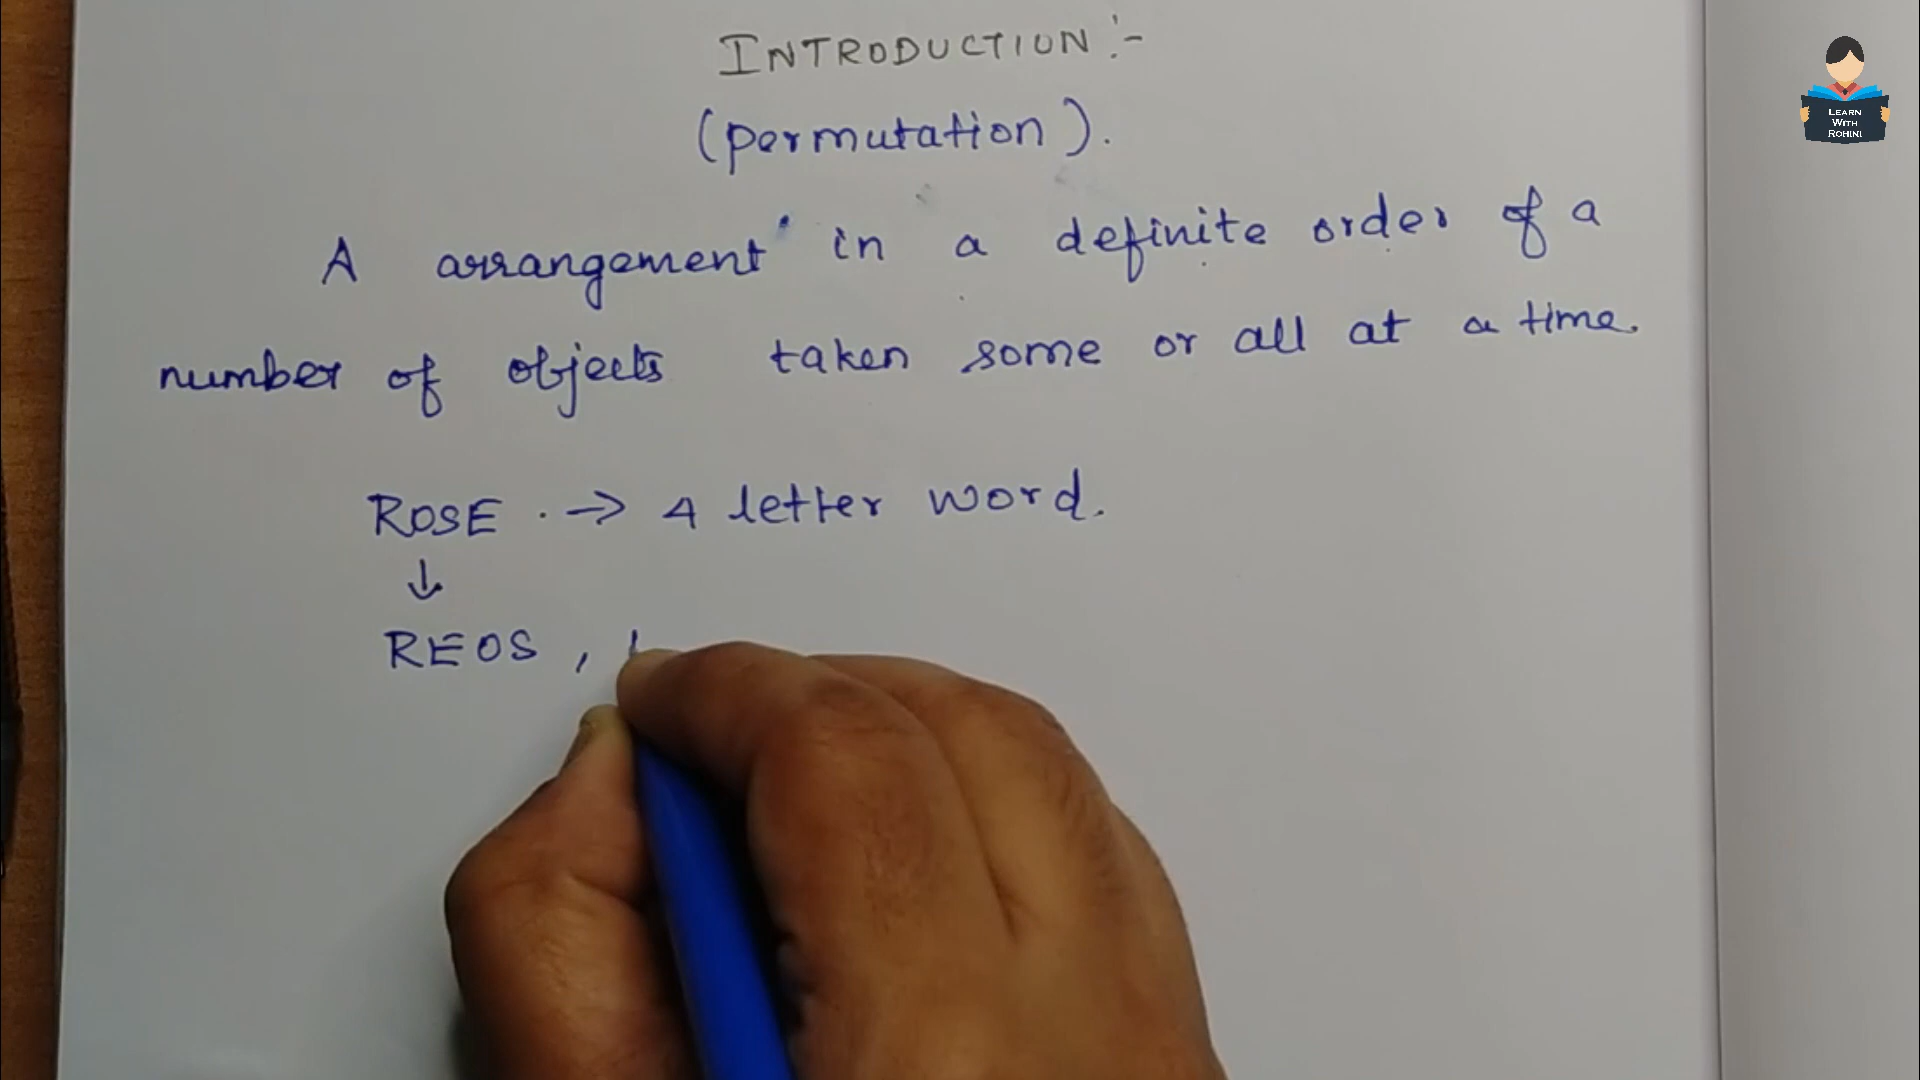 INTRODUCTION :-
(permutation).
A arrangement in a definite order of a
number of objects taken some or all at a time.
ROSE . → 4 letter word.
↓
REOS ,
LEARN
WITH
ROHINI